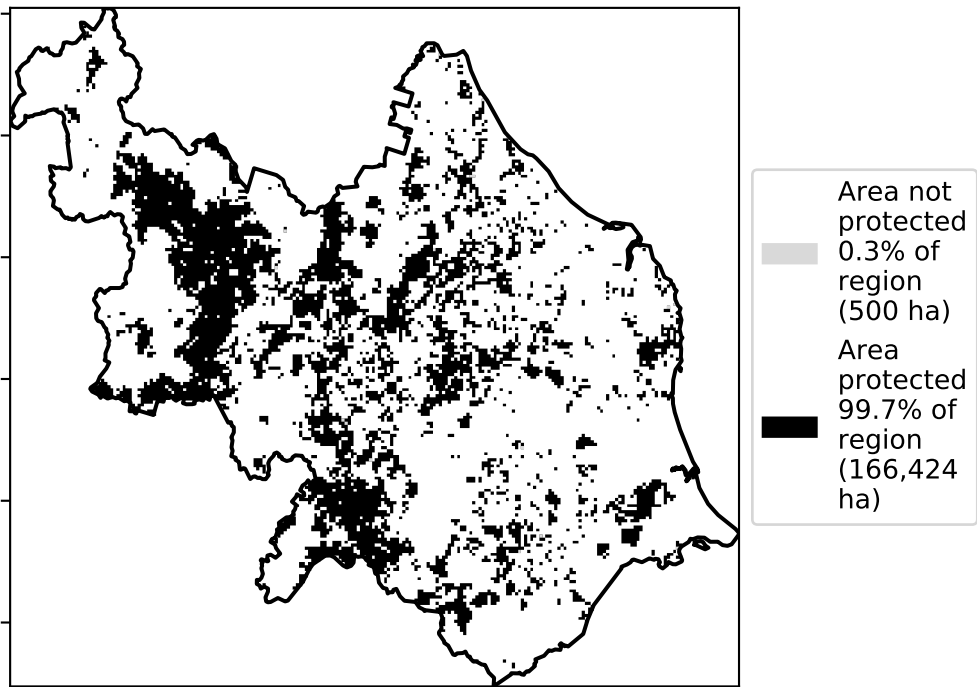 Area not
protected
0.3% of
region
(500 ha)
Area
protected
99.7% of
region
(166,424
ha)